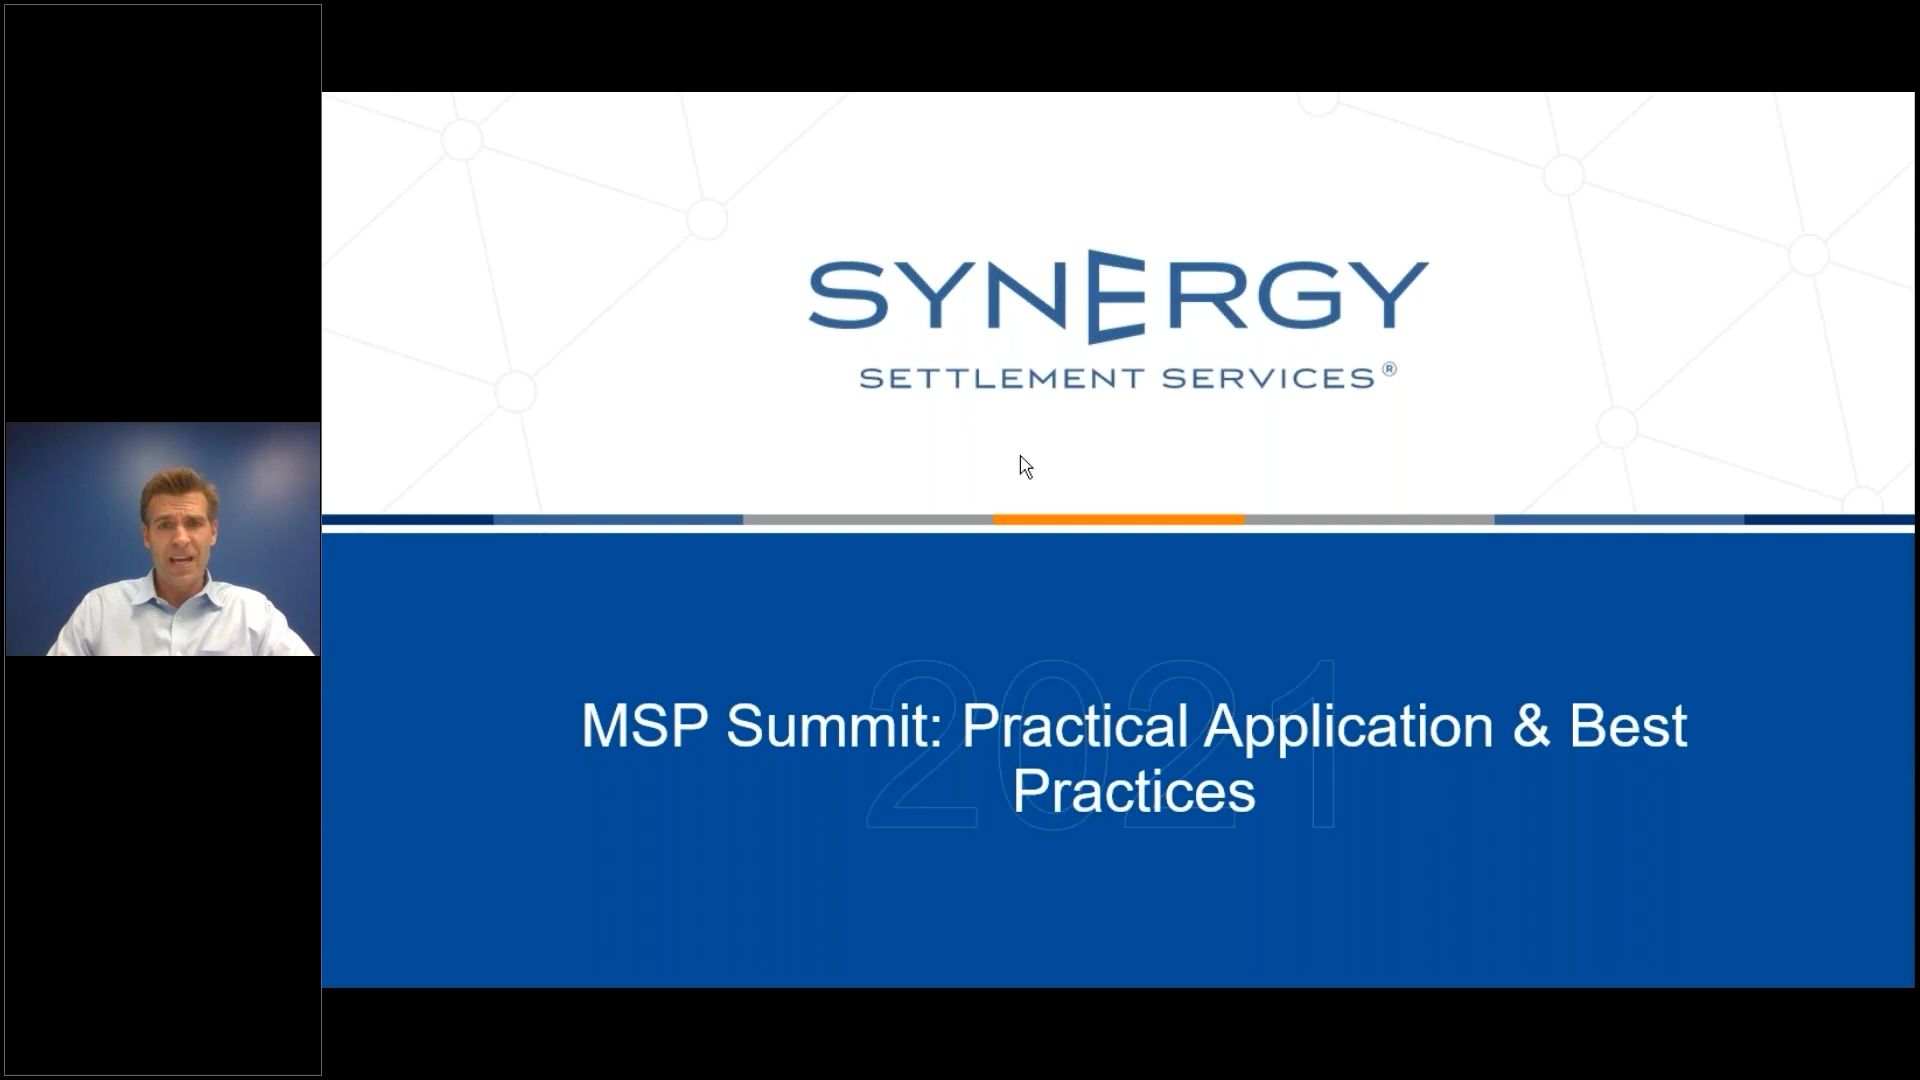 SYNERGY
SETTLEMENT SERVICES®
2021
MSP Summit: Practical Application & Best
Practices